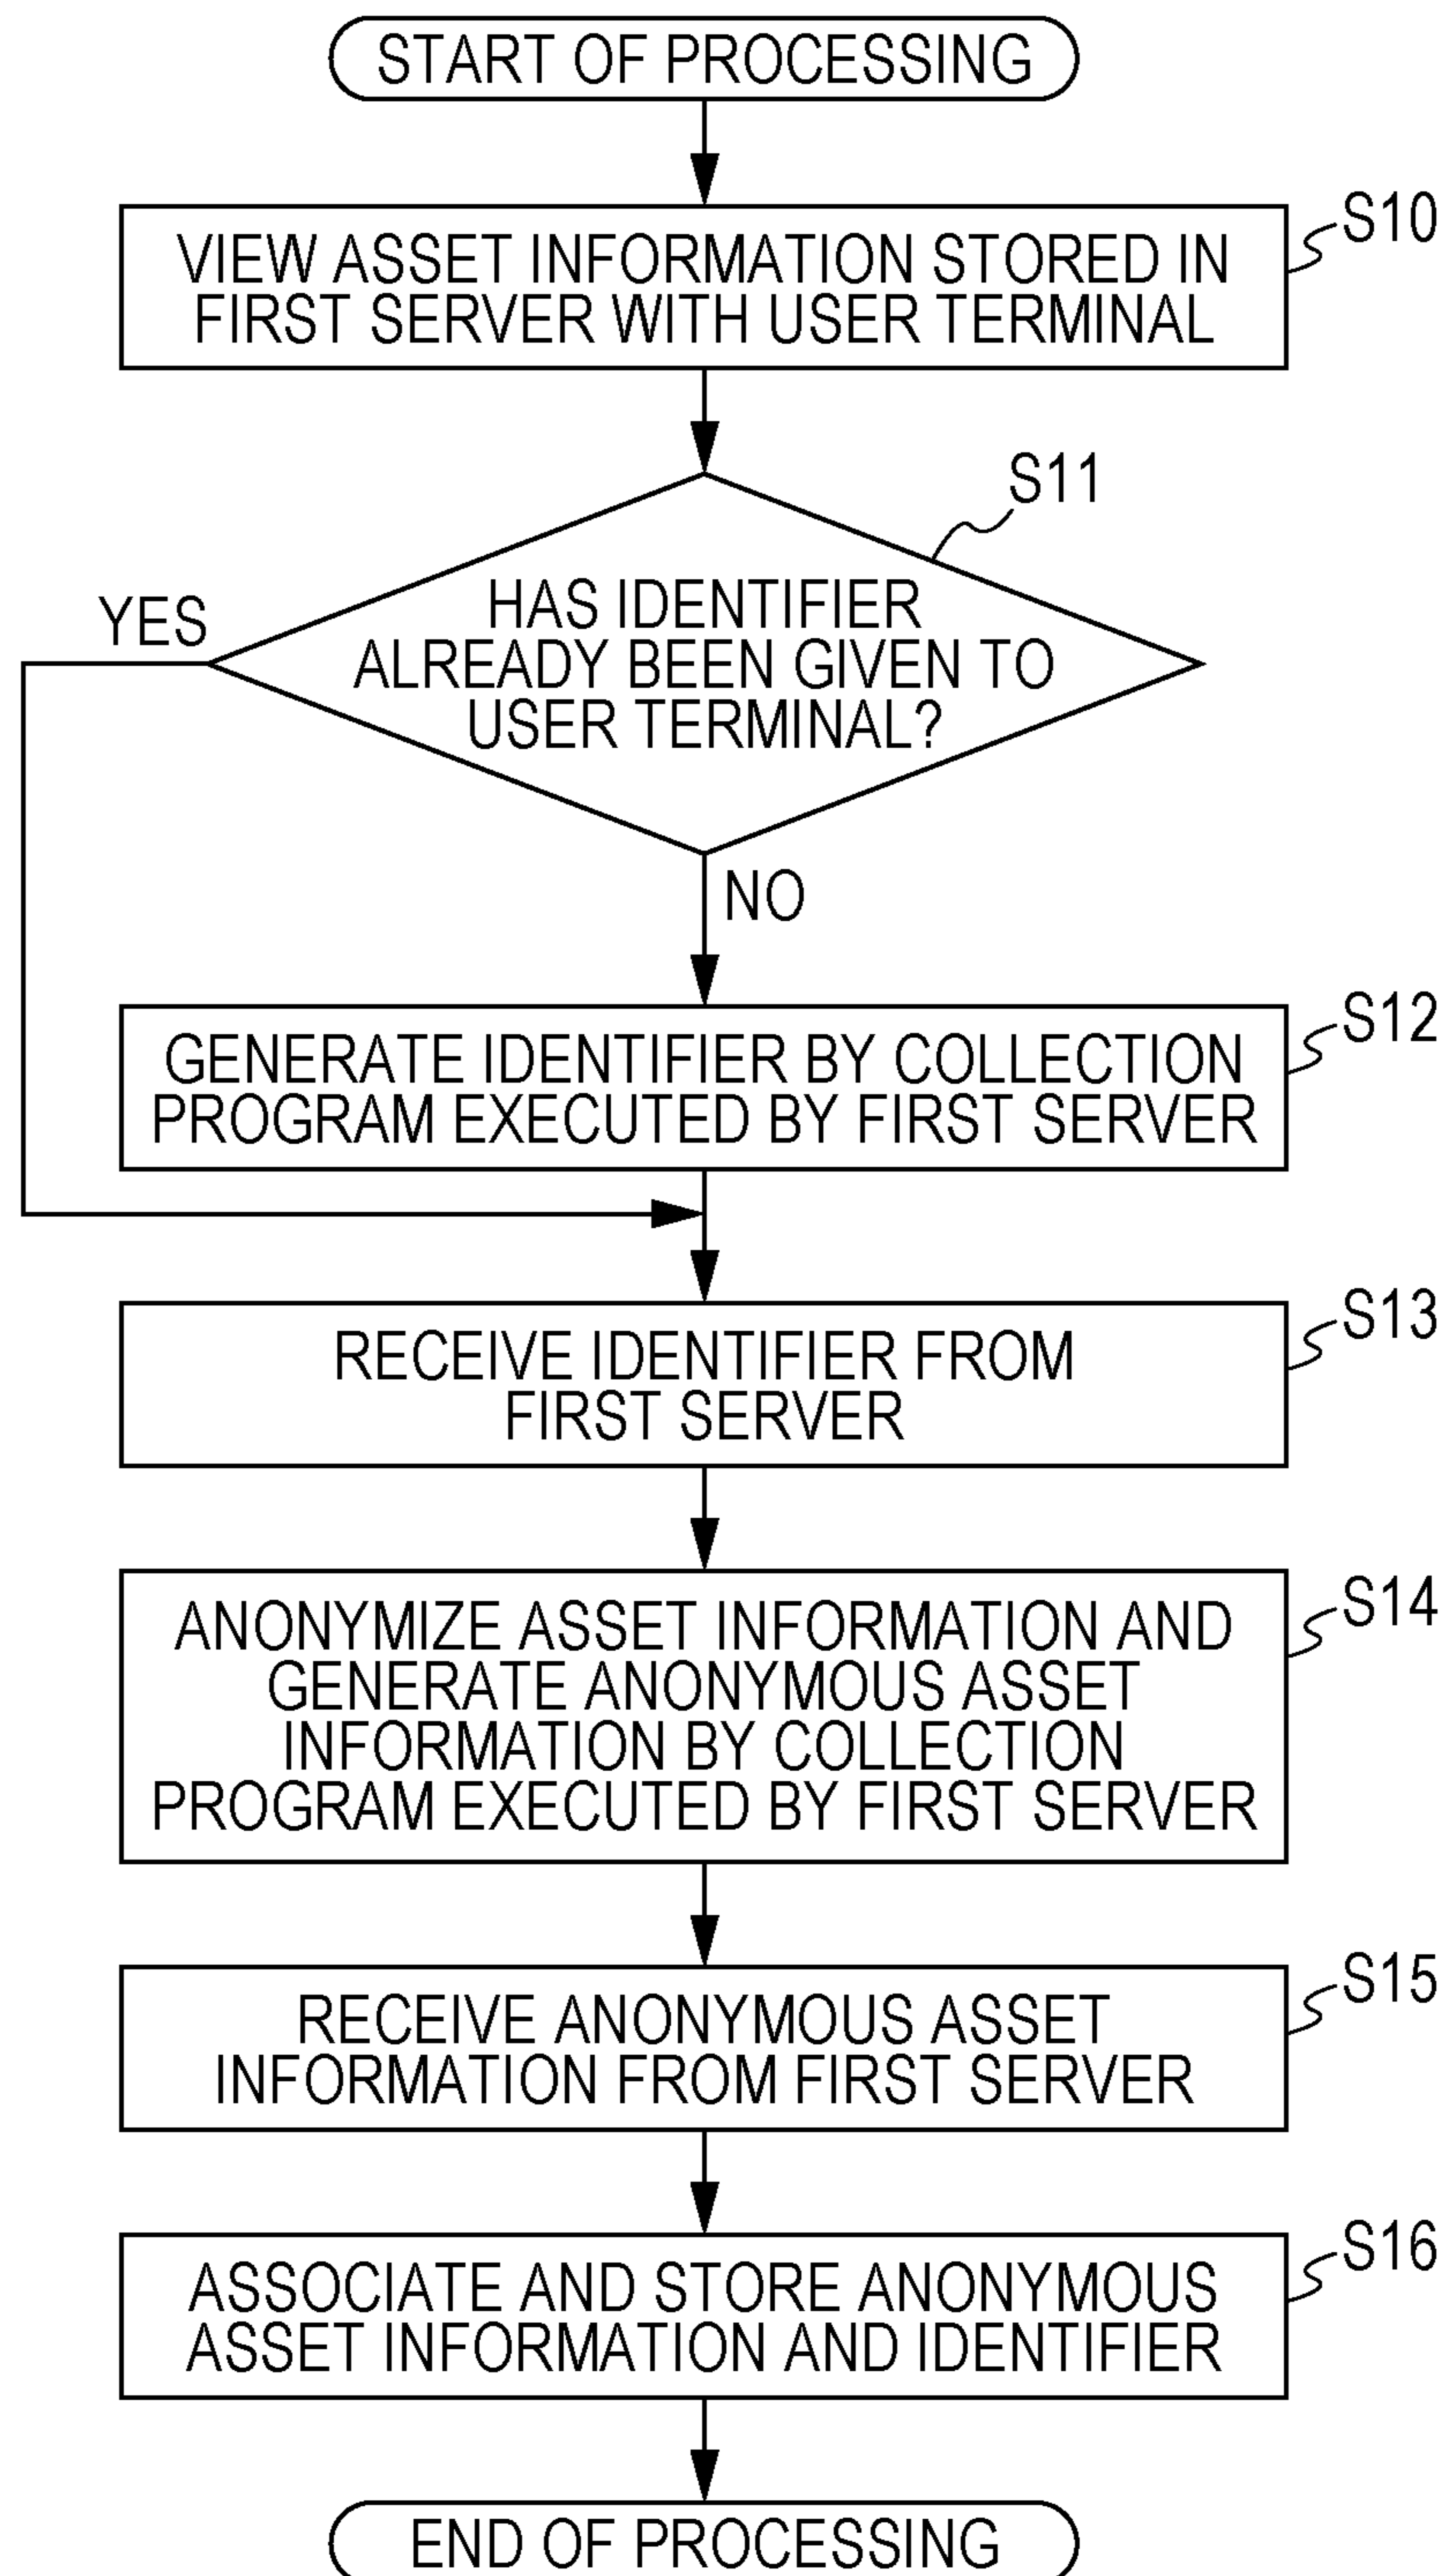 START OF PROCESSING
S10
VIEW ASSET INFORMATION STORED IN
FIRST SERVER WITH USER TERMINAL
S11
HAS IDENTIFIER
ALREADY BEEN GIVEN TO
USER TERMINAL?
YES
NO
S12
GENERATE IDENTIFIER BY COLLECTION
PROGRAM EXECUTED BY FIRST SERVER
S13
RECEIVE IDENTIFIER FROM
FIRST SERVER
S14
ANONYMIZE ASSET INFORMATION AND
GENERATE ANONYMOUS ASSET
INFORMATION BY COLLECTION
PROGRAM EXECUTED BY FIRST SERVER
S15
RECEIVE ANONYMOUS ASSET
INFORMATION FROM FIRST SERVER
S16
ASSOCIATE AND STORE ANONYMOUS
ASSET INFORMATION AND IDENTIFIER
END OF PROCESSING